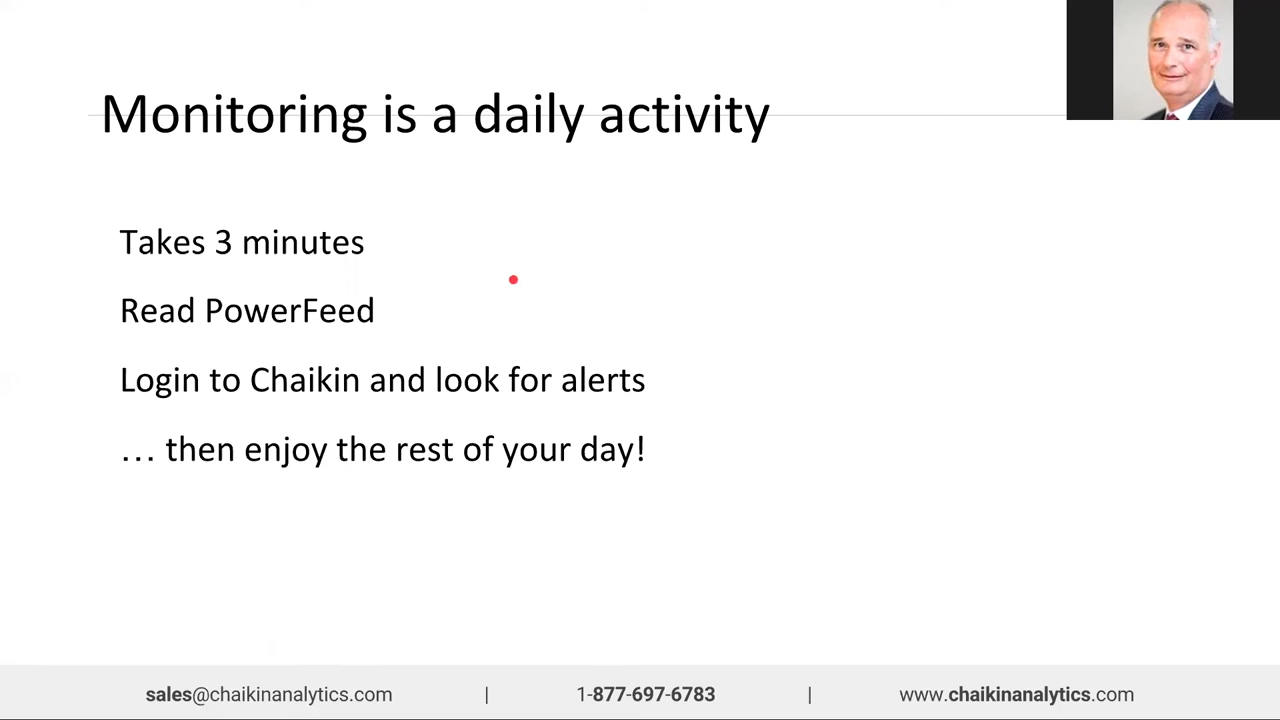 Monitoring is a daily activity
Takes 3 minutes
Read PowerFeed
Login to Chaikin and look for alerts
… then enjoy the rest of your day!
sales@chaikinanalytics.com | 1-877-697-6783 | www.chaikinanalytics.com